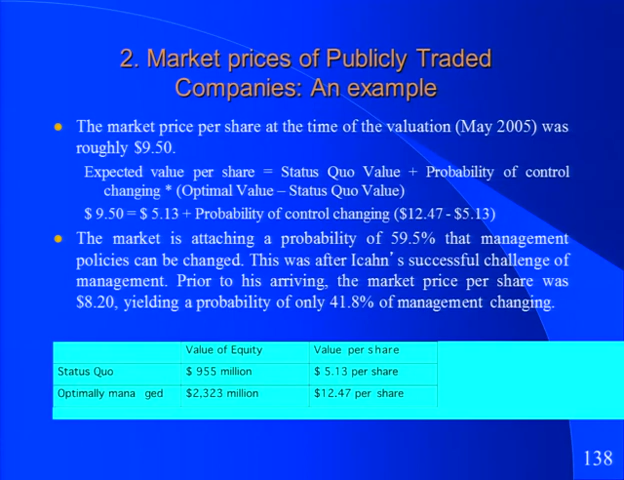 2. Market prices of Publicly Traded
Companies: An example
The market price per share at the time of the valuation (May 2005) was
roughly $9.50.
Expected value per share = Status Quo Value + Probability of control
changing * (Optimal Value – Status Quo Value)
$ 9.50 = $ 5.13 + Probability of control changing ($12.47 - $5.13)
The market is attaching a probability of 59.5% that management
policies can be changed. This was after Icahn's successful challenge of
management. Prior to his arriving, the market price per share was
$8.20, yielding a probability of only 41.8% of management changing.
Value of Equity Value per share
Status Quo $ 955 million $ 5.13 per share
Optimally mana ged $2,323 million $12.47 per share
138